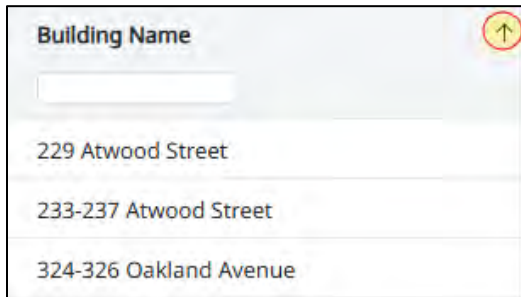 Building Name
229 Atwood Street
233-237 Atwood Street
324-326 Oakland Avenue